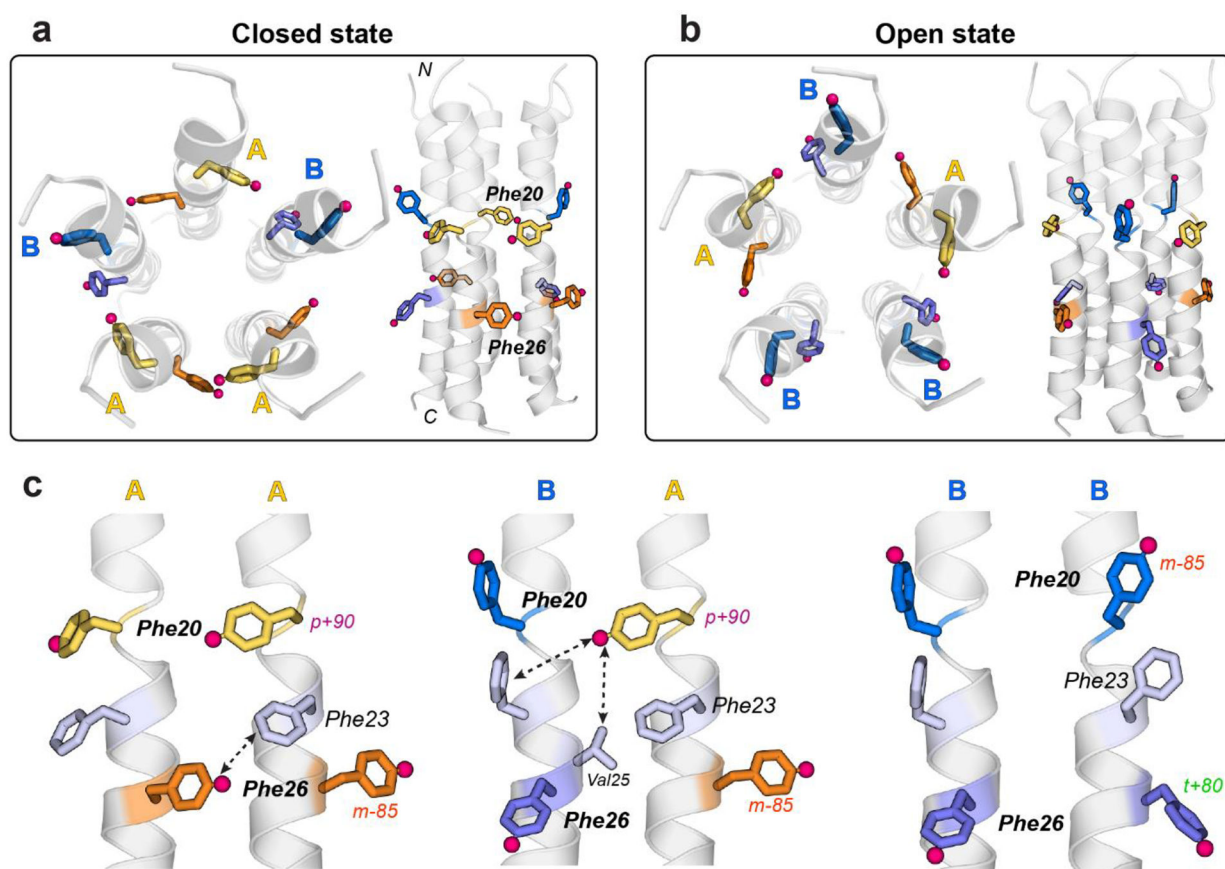 a Closed state
A
B
B
A
A
N
Phe20
Phe26
C
b Open state
B
A
A
B
B
c
A A
Phe20
p+90
Phe23
Phe26
m-85
B A
Phe20
p+90
Phe23
Val25
Phe26
m-85
B B
Phe20
m-85
Phe23
t+80
Phe26